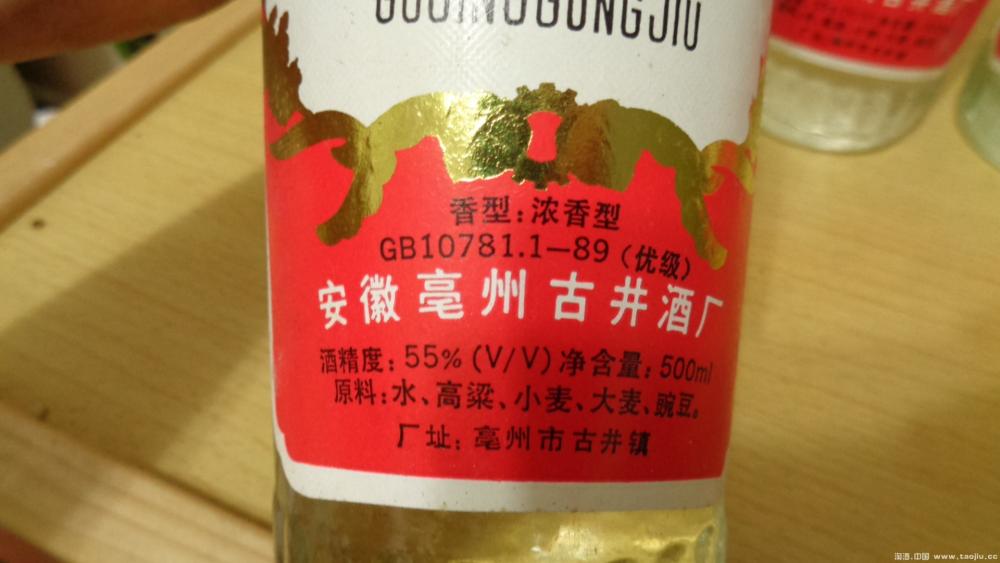 GUJINGGONGJIU
香型：浓香型
GB10781.1—89（优级）
安徽亳州古井酒厂
酒精度：55%（V/V）净含量：500ml
原料：水、高粱、小麦、大麦、豌豆。
厂址：亳州市古井镇
淘酒.中国 www.taojiu.cc